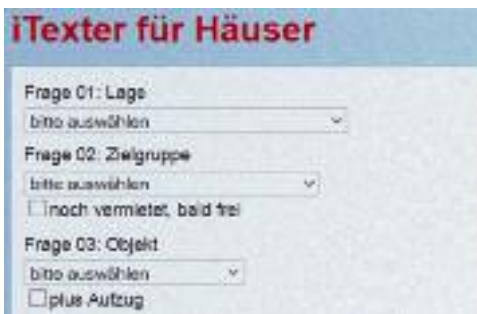 iTexter für Häuser
Frage 01: Lage
bitte auswählen
Frage 02: Zielgruppe
bitte auswählen
noch vermietet, bald frei
Frage 03: Objekt
bitte auswählen
plus Aufzug